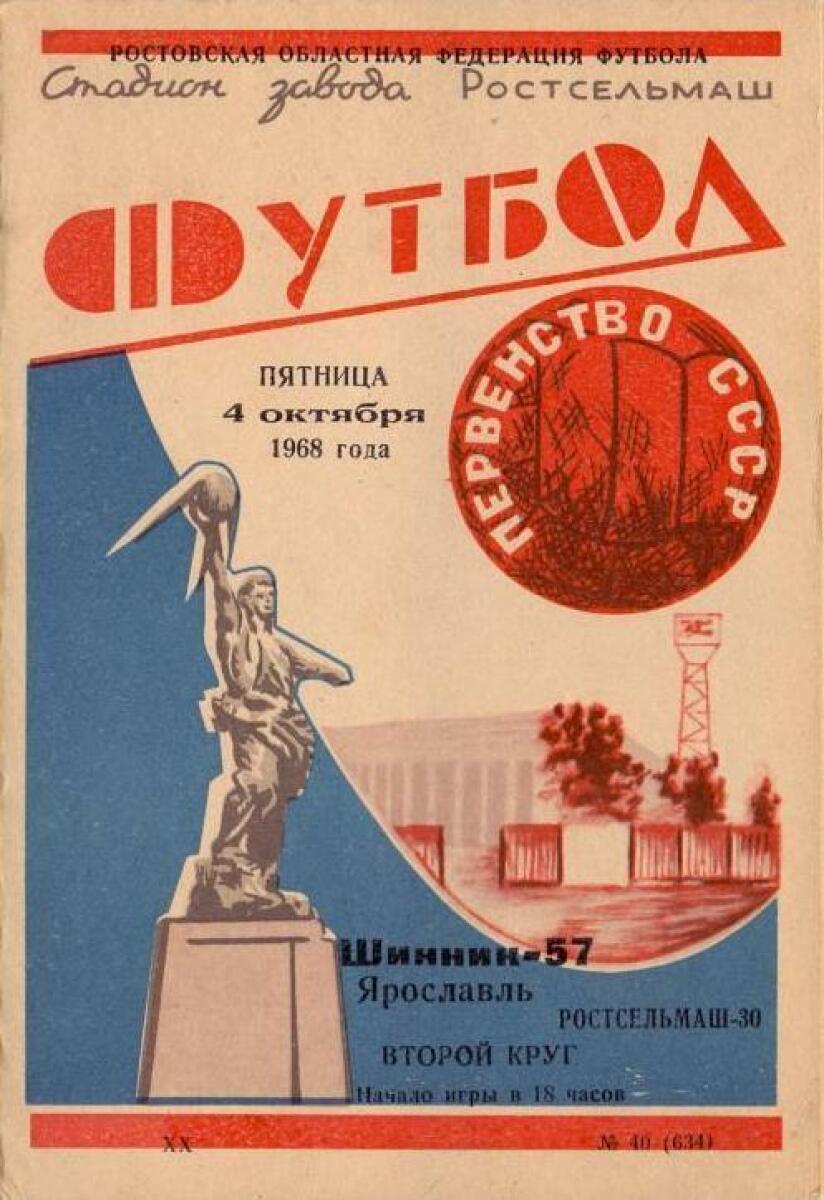 РОСТОВСКАЯ ОБЛАСТНАЯ ФЕДЕРАЦИЯ ФУТБОЛА
Стадион завода РОСТСЕЛЬМАШ
ФУТБОЛ
ПЕРВЕНСТВО СССР
ПЯТНИЦА
4 октября
1968 года
Шинник-57
Ярославль
РОСТСЕЛЬМАШ-30
ВТОРОЙ КРУГ
Начало игры в 18 часов
XX
№ 40 (634)